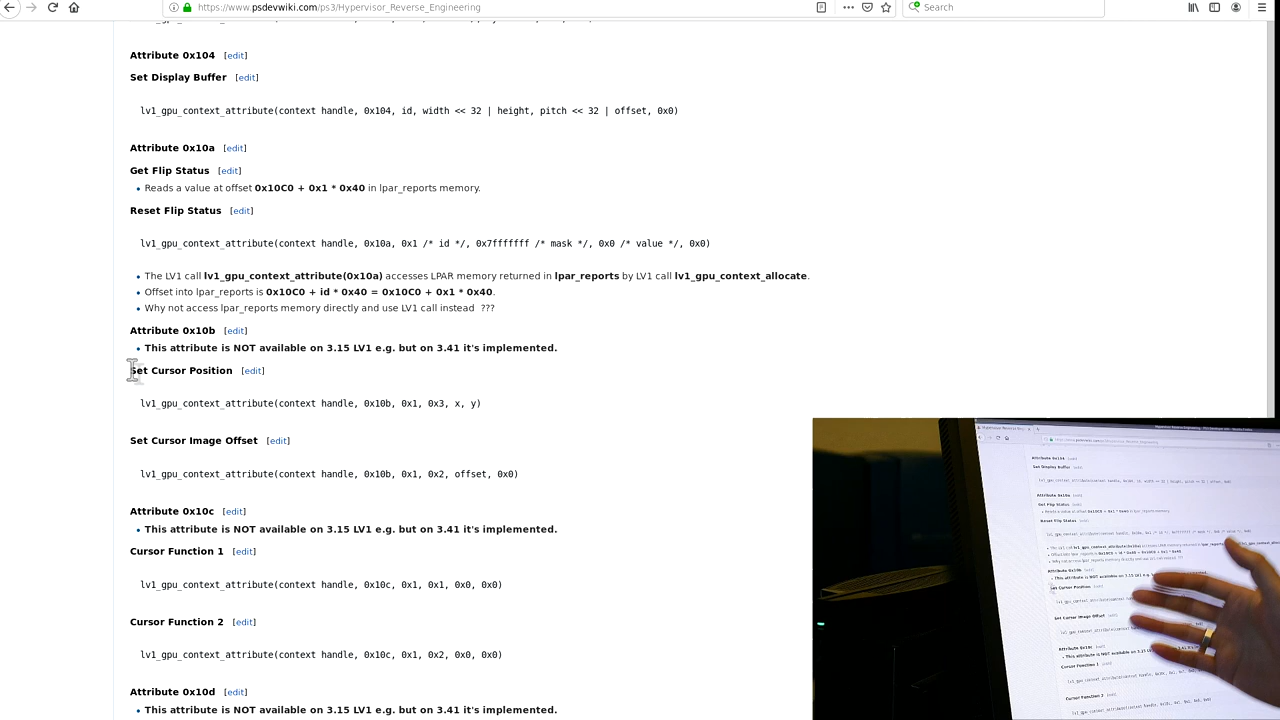 https://www.psdevwiki.com/ps3/Hypervisor_Reverse_Engineering
Search
Attribute 0x104 [edit]
Set Display Buffer [edit]
lv1_gpu_context_attribute(context handle, 0x104, id, width << 32 | height, pitch << 32 | offset, 0x0)
Attribute 0x10a [edit]
Get Flip Status [edit]
• Reads a value at offset 0x10C0 + 0x1 * 0x40 in lpar_reports memory.
Reset Flip Status [edit]
lv1_gpu_context_attribute(context handle, 0x10a, 0x1 /* id */, 0x7fffffff /* mask */, 0x0 /* value */, 0x0)
• The LV1 call lv1_gpu_context_attribute(0x10a) accesses LPAR memory returned in lpar_reports by LV1 call lv1_gpu_context_allocate.
• Offset into lpar_reports is 0x10C0 + id * 0x40 = 0x10C0 + 0x1 * 0x40.
• Why not access lpar_reports memory directly and use LV1 call instead ???
Attribute 0x10b [edit]
• This attribute is NOT available on 3.15 LV1 e.g. but on 3.41 it's implemented.
Set Cursor Position [edit]
lv1_gpu_context_attribute(context handle, 0x10b, 0x1, 0x3, x, y)
Set Cursor Image Offset [edit]
lv1_gpu_context_attribute(context handle, 0x10b, 0x1, 0x2, offset, 0x0)
Attribute 0x10c [edit]
• This attribute is NOT available on 3.15 LV1 e.g. but on 3.41 it's implemented.
Cursor Function 1 [edit]
lv1_gpu_context_attribute(context handle, 0x10c, 0x1, 0x1, 0x0, 0x0)
Cursor Function 2 [edit]
lv1_gpu_context_attribute(context handle, 0x10c, 0x1, 0x2, 0x0, 0x0)
Attribute 0x10d [edit]
• This attribute is NOT available on 3.15 LV1 e.g. but on 3.41 it's implemented.